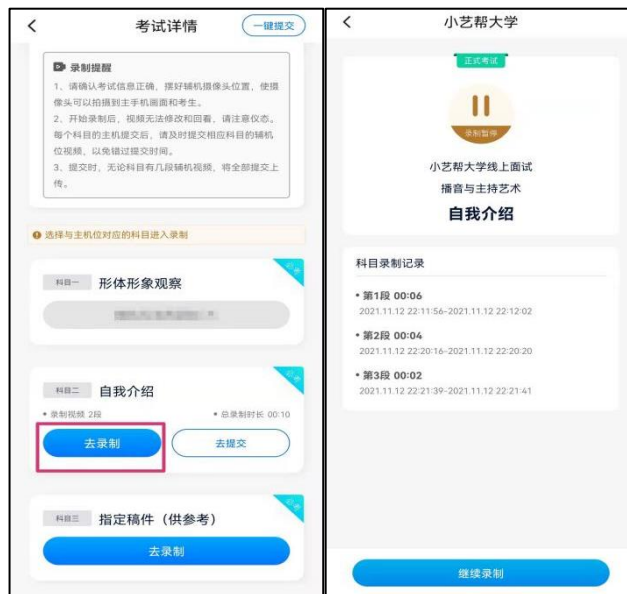 考试详情
一键提交
录制提醒
1、请确认考试信息正确，摆好辅机摄像头位置，使摄
像头可以拍摄到主手机画面和考生。
2、开始录制后，视频无法修改和回看，请注意仪态。
每个科目的主机提交后，请及时提交相应科目的辅机
位视频，以免错过提交时间。
3、提交时，无论科目有几段辅机视频，将全部提交上
传。
选择与主机位对应的科目进入录制
科目一 形体形象观察
科目二 自我介绍
• 录制视频 2段 • 总录制时长 00:10
去录制 去提交
科目三 指定稿件（供参考）
去录制
小艺帮大学
正式考试
录制暂停
小艺帮大学线上面试
播音与主持艺术
自我介绍
科目录制记录
• 第1段 00:06
2021.11.12 22:11:56-2021.11.12 22:12:02
• 第2段 00:04
2021.11.12 22:20:16-2021.11.12 22:20:20
• 第3段 00:02
2021.11.12 22:21:39-2021.11.12 22:21:41
继续录制